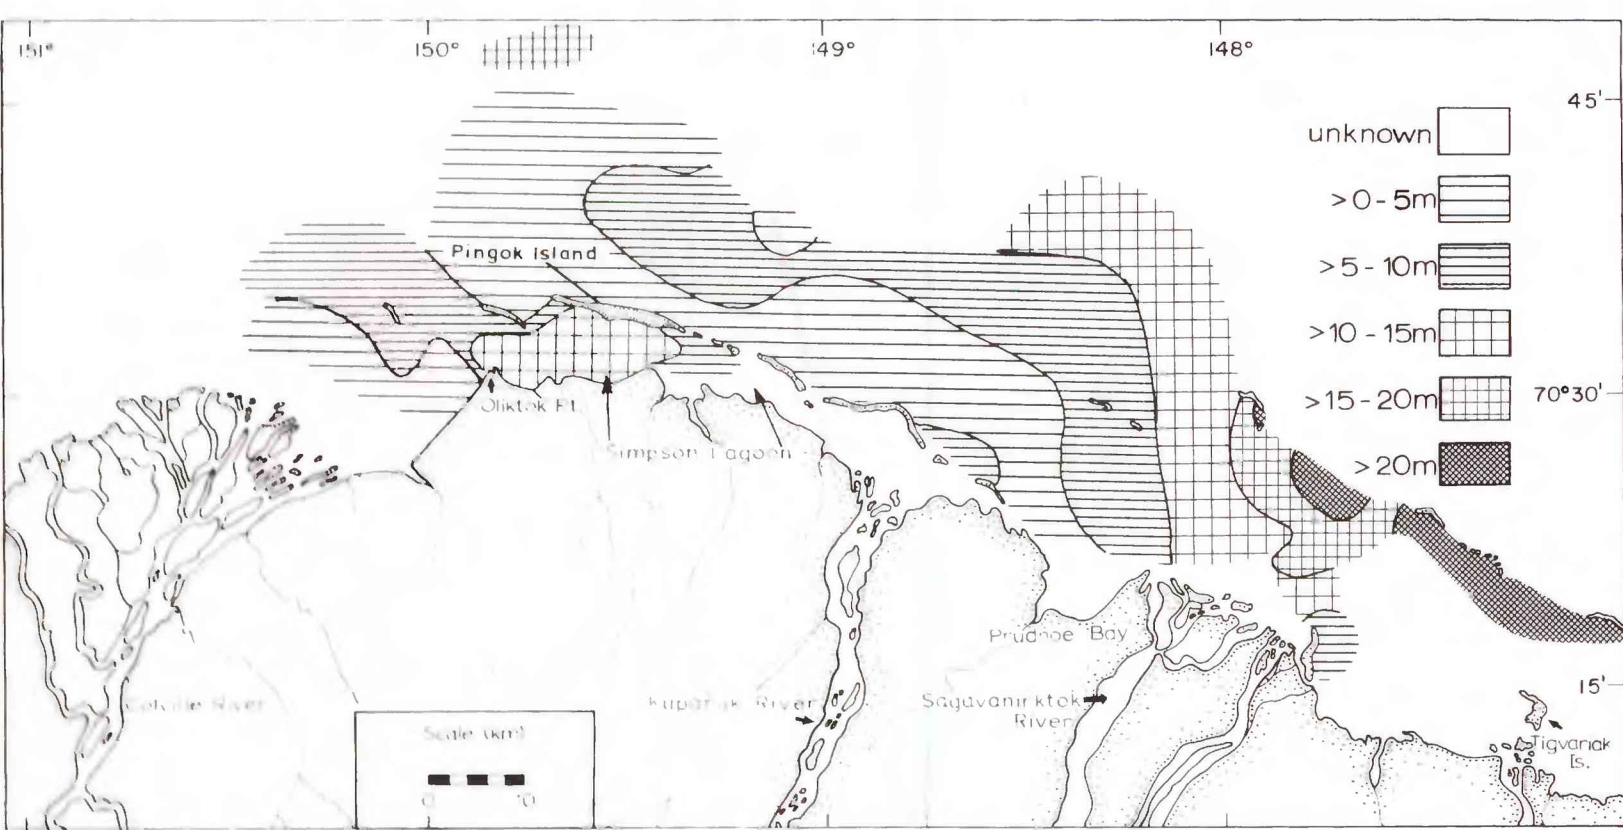 151°
150°
149°
148°
45'
unknown
>0-5m
>5-10m
>10-15m
>15-20m
>20m
70°30'
15'
Pingok Island
Oliktok Pt.
Simpson Lagoon
Prudhoe Bay
Colville River
Kuparuk River
Sagavanirktok
River
Tigvariak
Is.
Scale (km)
0 10